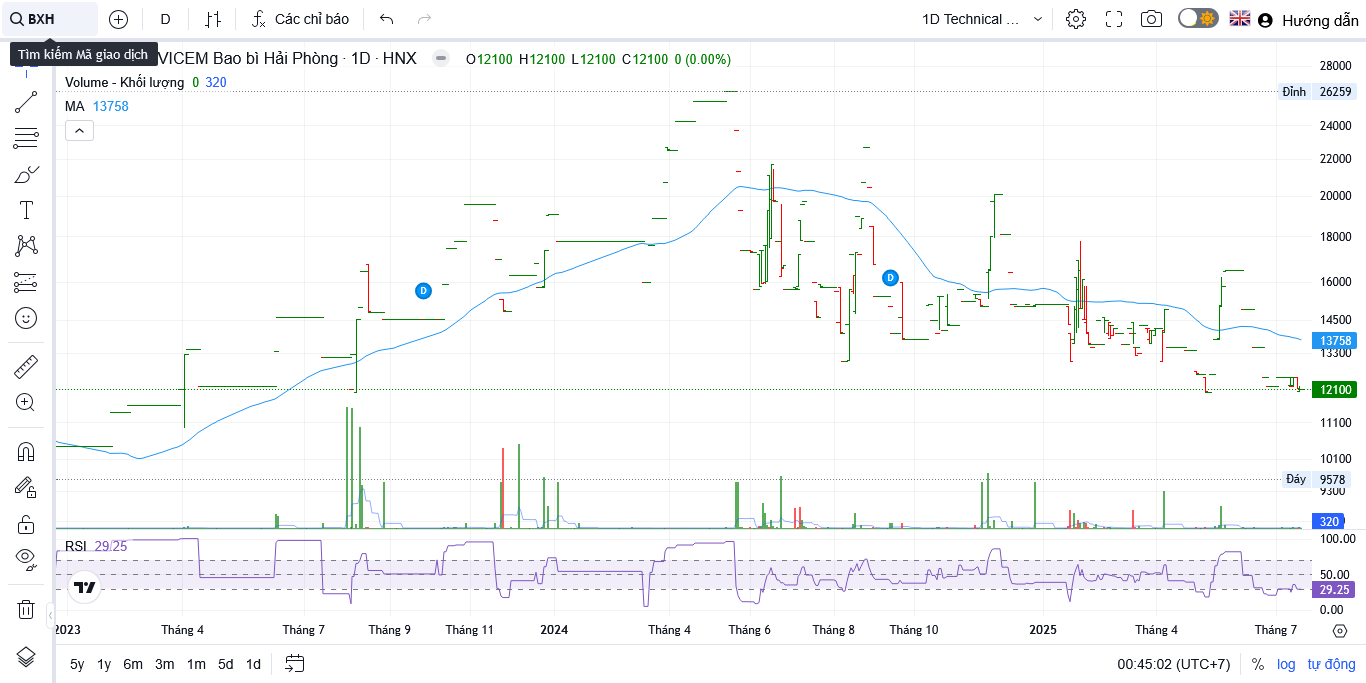 BXH
D
Các chỉ báo
1D Technical ...
Hướng dẫn
Tìm kiếm Mã giao dịch
VICEM Bao bì Hải Phòng · 1D · HNX
O12100 H12100 L12100 C12100 0 (0.00%)
Volume - Khối lượng 0 320
MA 13758
28000
Đỉnh 26259
24000
22000
20000
18000
16000
14500
13758
13300
12100
11100
10100
Đáy 9578
9300
320
D
D
RSI 29.25
100.00
50.00
29.25
0.00
2023 Tháng 4 Tháng 7 Tháng 9 Tháng 11 2024 Tháng 4 Tháng 6 Tháng 8 Tháng 10 2025 Tháng 4 Tháng 7
5y 1y 6m 3m 1m 5d 1d
00:45:02 (UTC+7) % log tự động